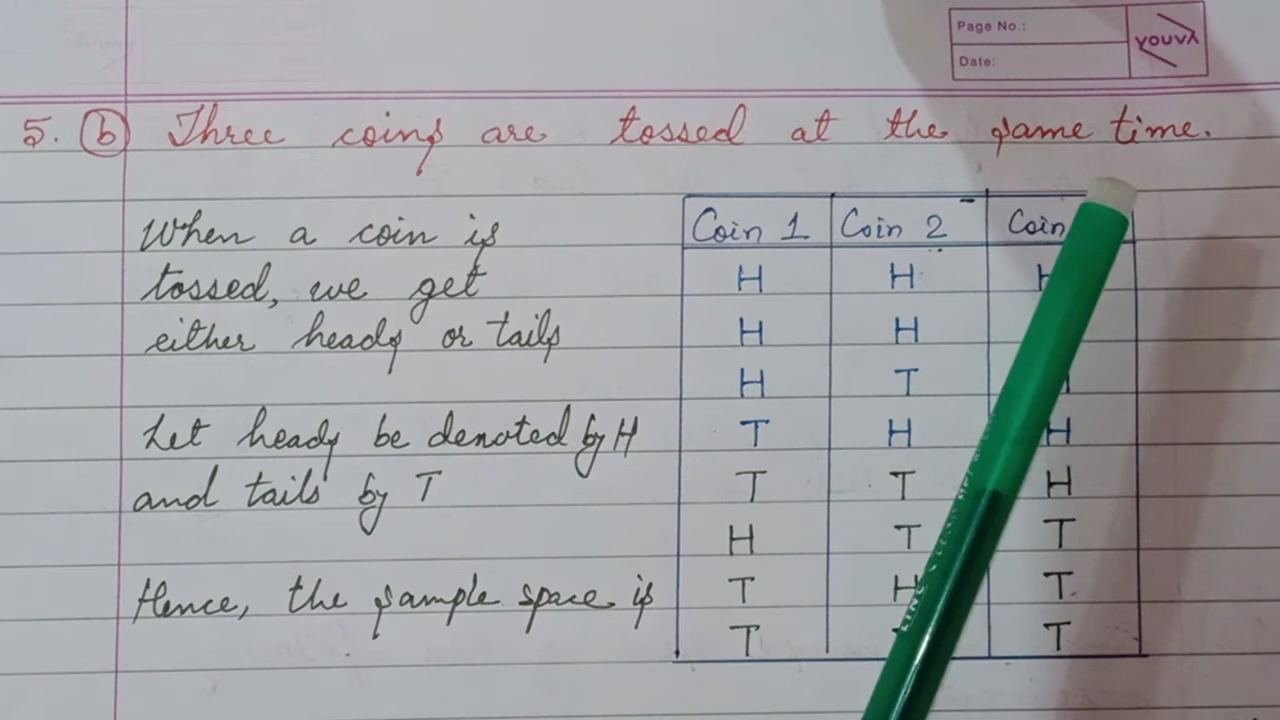 Page No.:
Date:
YOUVA
5. (b) Three coins are tossed at the same time.
When a coin is
tossed, we get
either heads or tails
Let heads be denoted by H
and tails by T
Hence, the sample space is
Coin 1 Coin 2 Coin
H H H
H H
H T
T H H
T T H
H T T
T H T
T T